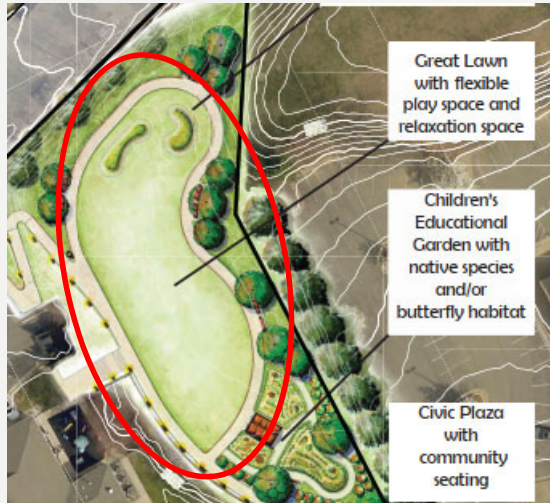 Great Lawn
with flexible
play space and
relaxation space
Children's
Educational
Garden with
native species
and/or
butterfly habitat
Civic Plaza
with
community
seating